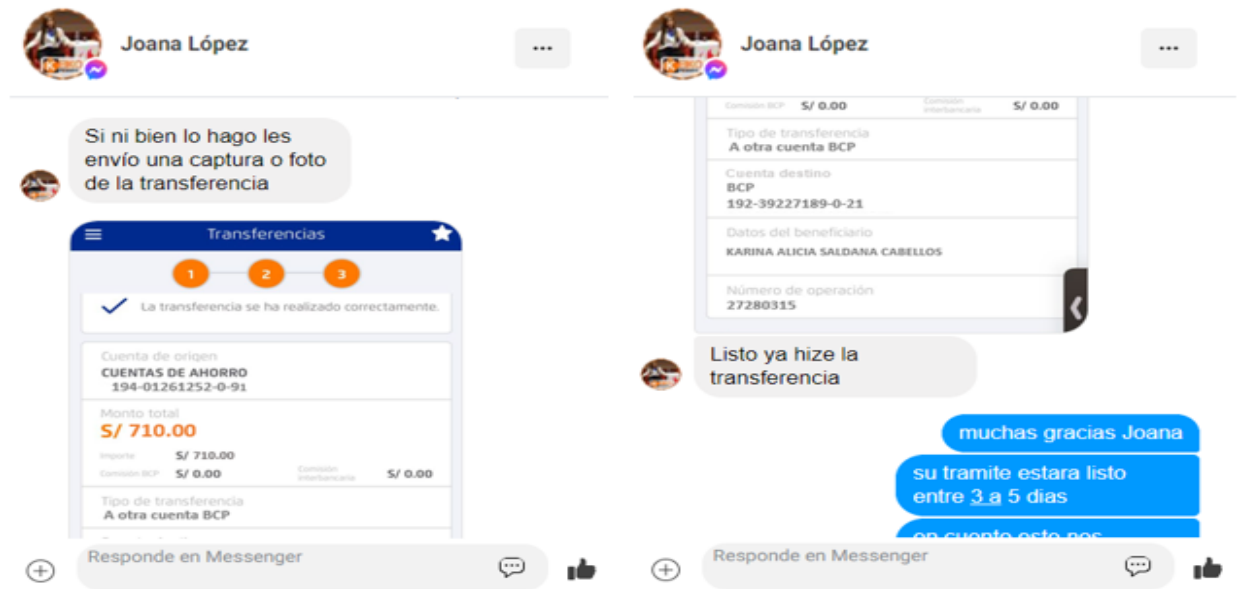 Joana López
...
Si ni bien lo hago les
envío una captura o foto
de la transferencia
Transferencias
1 2 3
La transferencia se ha realizado correctamente.
Cuenta de origen
CUENTAS DE AHORRO
194-01261252-0-91
Monto total
S/ 710.00
Importe S/ 710.00
Comisión BCP S/ 0.00 Comisión Interbancaria S/ 0.00
Tipo de transferencia
A otra cuenta BCP
Responde en Messenger
Joana López
...
Comisión BCP S/ 0.00 Comisión interbancaria S/ 0.00
Tipo de transferencia
A otra cuenta BCP
Cuenta destino
BCP
192-39227189-0-21
Datos del beneficiario
KARINA ALICIA SALDANA CABELLOS
Número de operación
27280315
Listo ya hize la
transferencia
muchas gracias Joana
su tramite estara listo
entre 3 a 5 dias
Responde en Messenger